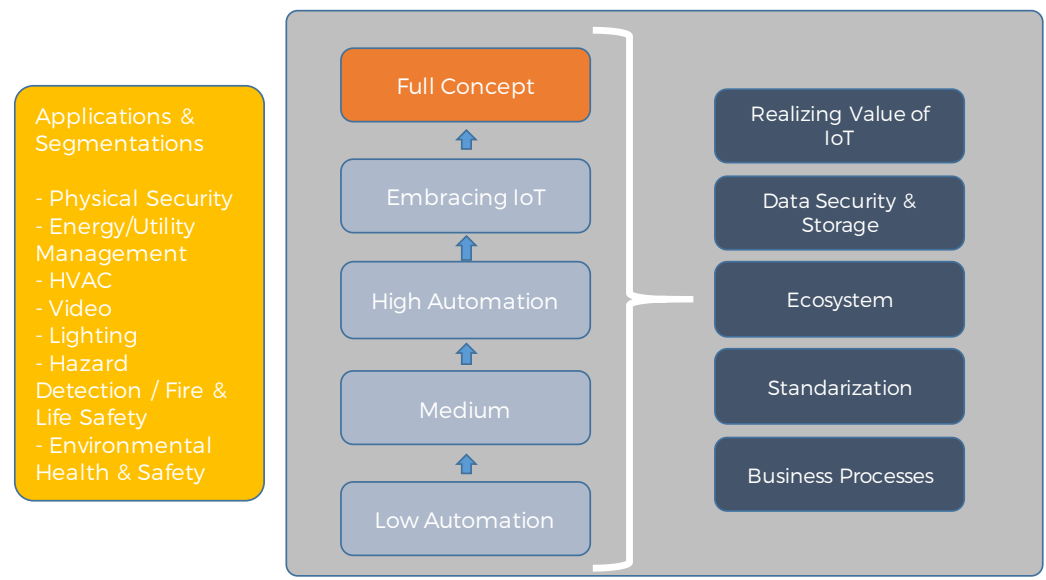 Applications &
Segmentations
- Physical Security
- Energy/Utility
Management
- HVAC
- Video
- Lighting
- Hazard
Detection / Fire &
Life Safety
- Environmental
Health & Safety
Full Concept
Embracing IoT
High Automation
Medium
Low Automation
Realizing Value of
IoT
Data Security &
Storage
Ecosystem
Standarization
Business Processes